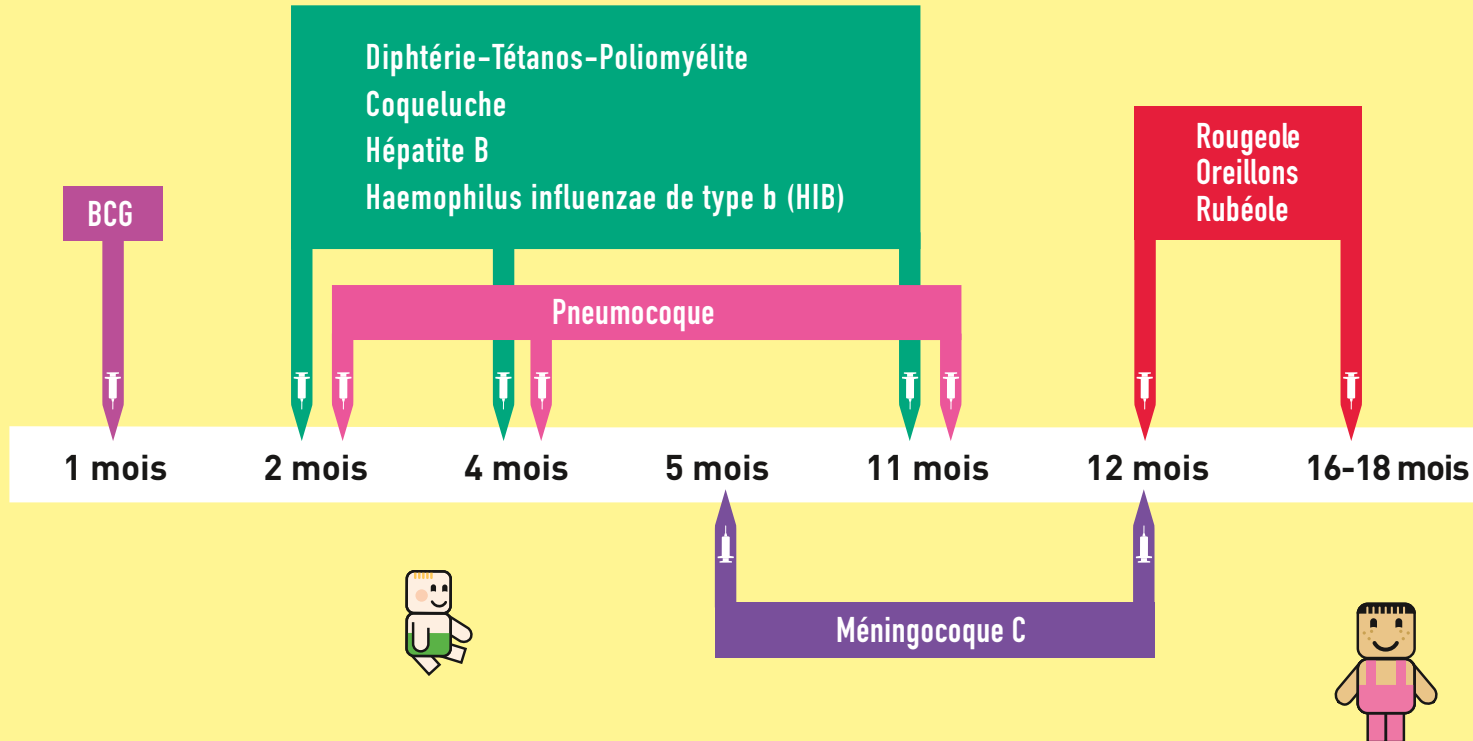 Diphtérie-Tétanos-Poliomyélite
Coqueluche
Hépatite B
Haemophilus influenzae de type b (HIB)
Rougeole
Oreillons
Rubéole
BCG
Pneumocoque
1 mois
2 mois
4 mois
5 mois
11 mois
12 mois
16-18 mois
Méningocoque C